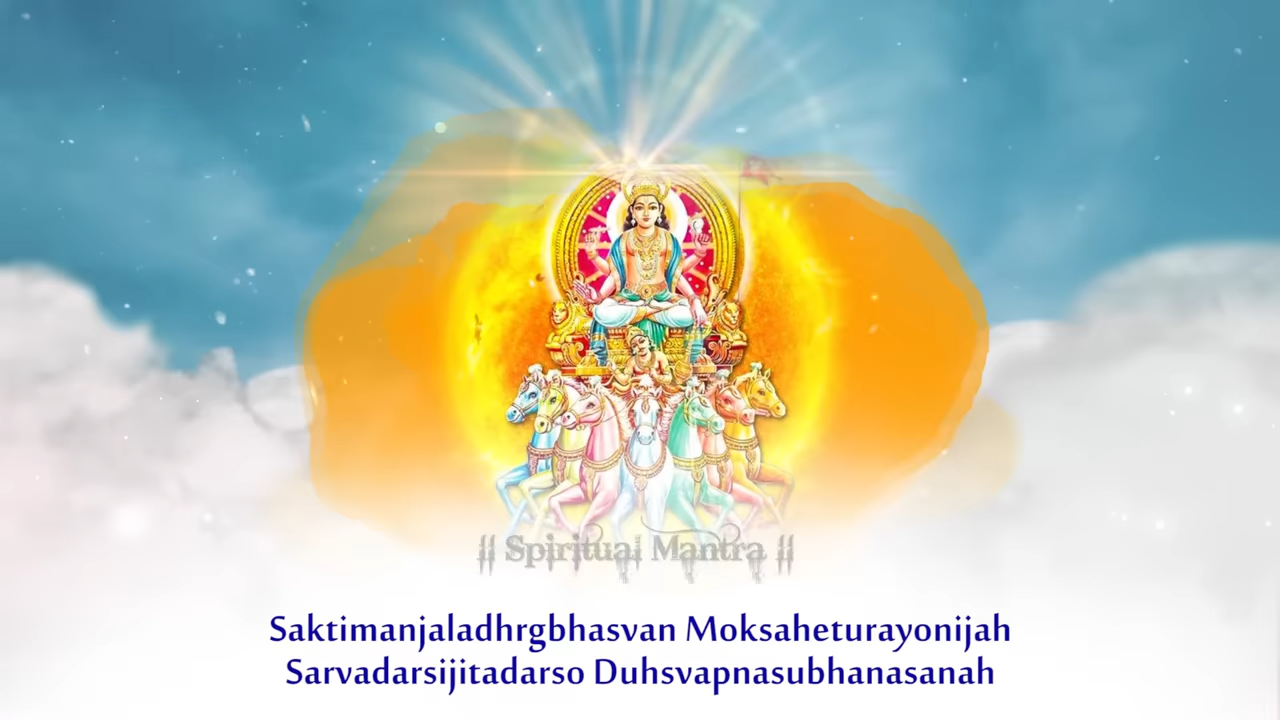 || Spiritual Mantra ||
Saktimanjaladhrgbhasvan Moksaheturayonijah
Sarvadarsijitadarso Duhsvapnasubhanasanah